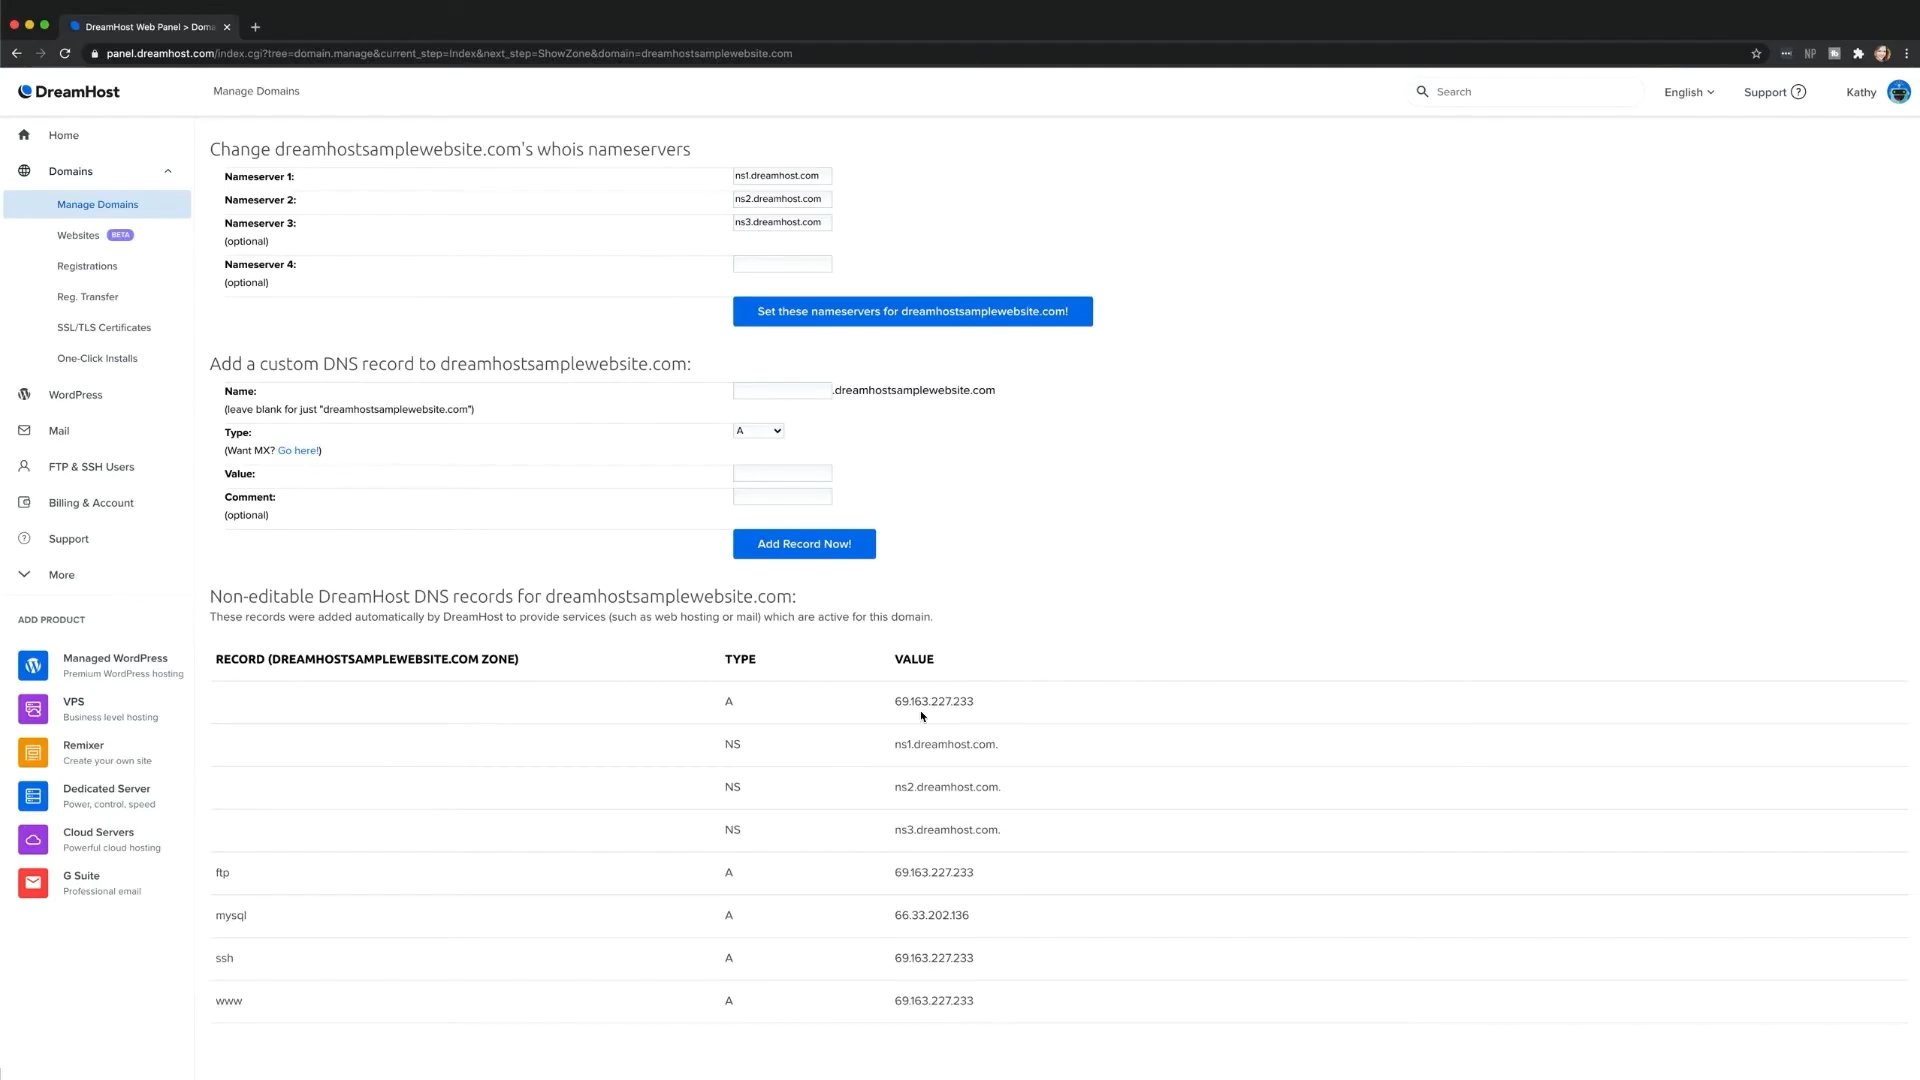 DreamHost Web Panel > Doma
panel.dreamhost.com/index.cgi?tree=domain.manage&current_step=Index&next_step=ShowZone&domain=dreamhostsamplewebsite.com
NP
DreamHost
Manage Domains
Search
English
Support
Kathy
Home
Domains
Manage Domains
Websites BETA
Registrations
Reg. Transfer
SSL/TLS Certificates
One-Click Installs
WordPress
Mail
FTP & SSH Users
Billing & Account
Support
More
ADD PRODUCT
Managed WordPress
Premium WordPress hosting
VPS
Business level hosting
Remixer
Create your own site
Dedicated Server
Power, control, speed
Cloud Servers
Powerful cloud hosting
G Suite
Professional email
Change dreamhostsamplewebsite.com's whois nameservers
Nameserver 1: ns1.dreamhost.com
Nameserver 2: ns2.dreamhost.com
Nameserver 3: ns3.dreamhost.com
(optional)
Nameserver 4:
(optional)
Set these nameservers for dreamhostsamplewebsite.com!
Add a custom DNS record to dreamhostsamplewebsite.com:
Name: .dreamhostsamplewebsite.com
(leave blank for just "dreamhostsamplewebsite.com")
Type: A
(Want MX? Go here!)
Value:
Comment:
(optional)
Add Record Now!
Non-editable DreamHost DNS records for dreamhostsamplewebsite.com:
These records were added automatically by DreamHost to provide services (such as web hosting or mail) which are active for this domain.
RECORD (DREAMHOSTSAMPLEWEBSITE.COM ZONE) TYPE VALUE
A 69.163.227.233
NS ns1.dreamhost.com.
NS ns2.dreamhost.com.
NS ns3.dreamhost.com.
ftp A 69.163.227.233
mysql A 66.33.202.136
ssh A 69.163.227.233
www A 69.163.227.233